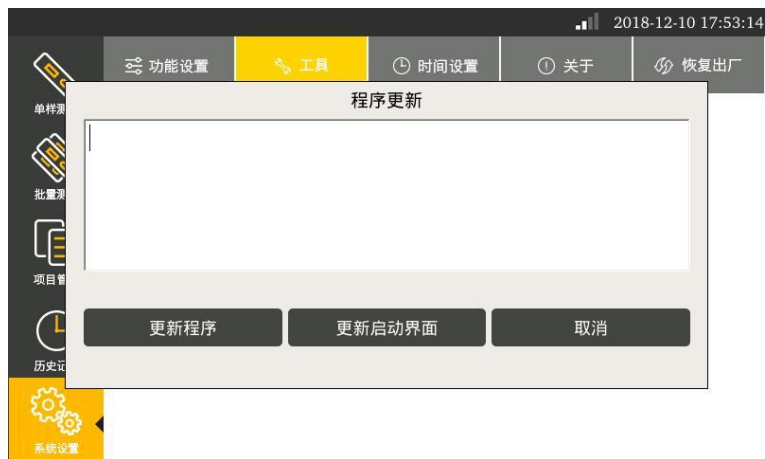 2018-12-10 17:53:14
功能设置
工具
时间设置
关于
恢复出厂
单样测
批量测
项目管
历史记
系统设置
程序更新
更新程序
更新启动界面
取消